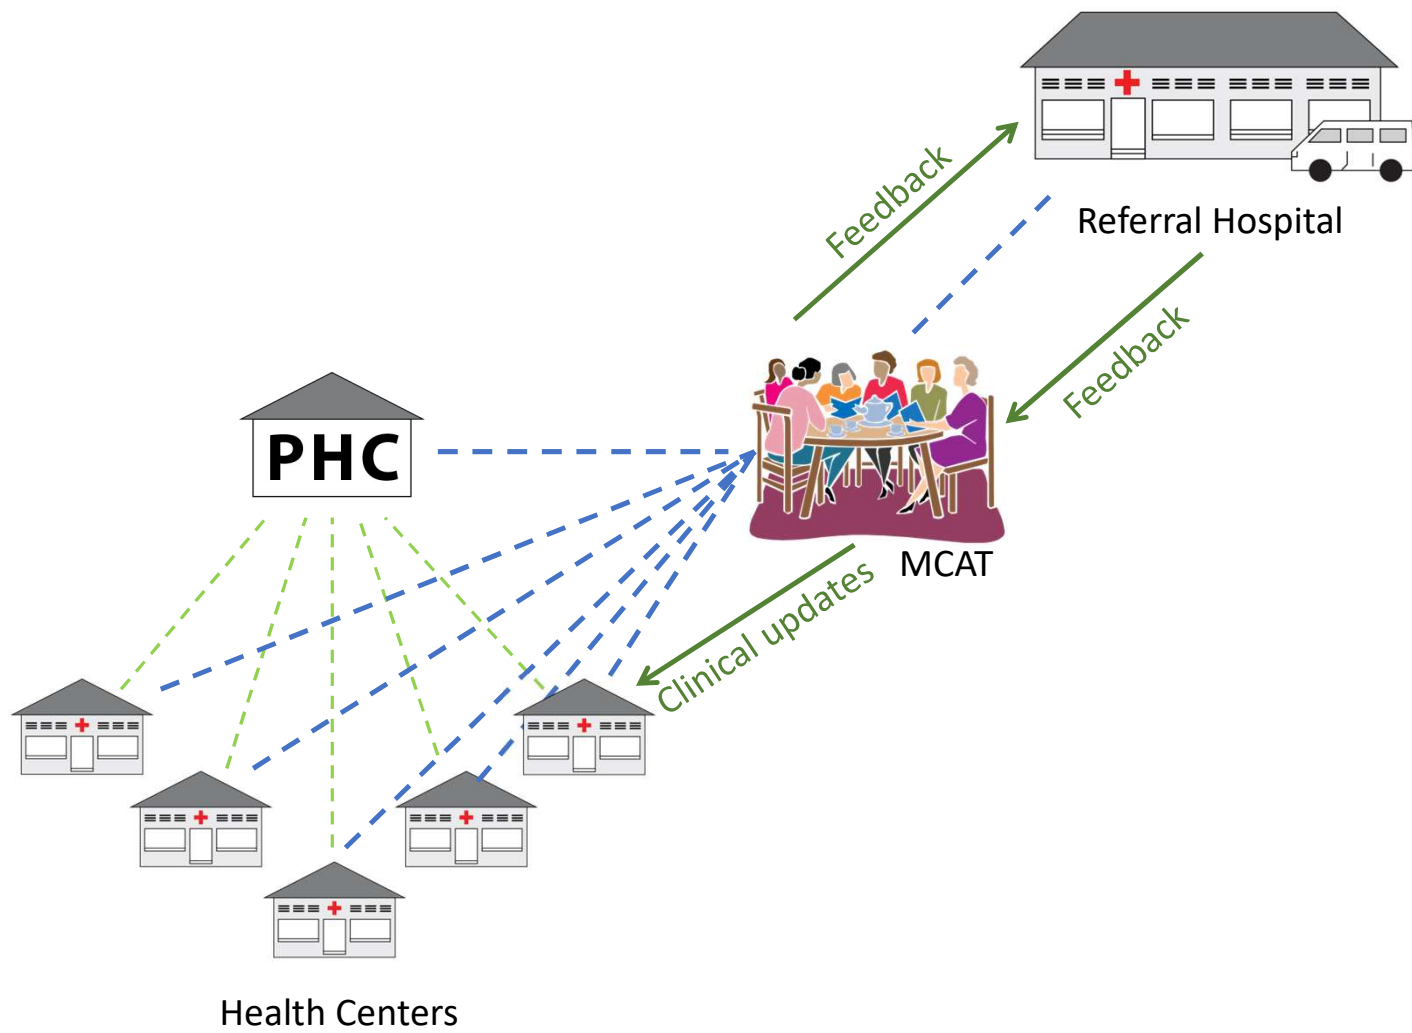 Feedback
Referral Hospital
Feedback
PHC
MCAT
Clinical updates
Health Centers